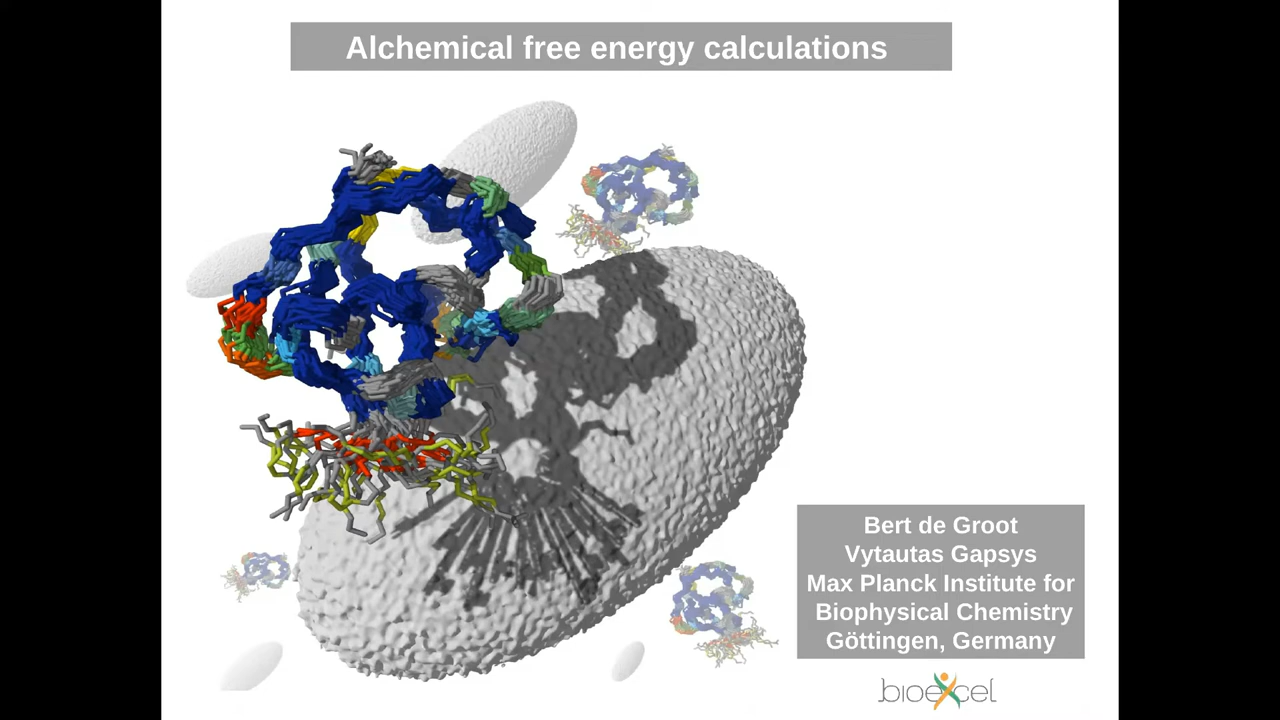 Alchemical free energy calculations
Bert de Groot
Vytautas Gapsys
Max Planck Institute for
Biophysical Chemistry
Göttingen, Germany
bioexcel